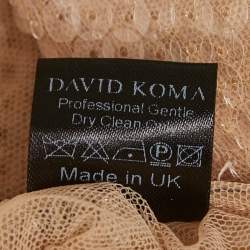 DAVID KOMA
Professional Gentle
Dry Clean Only
Made in UK